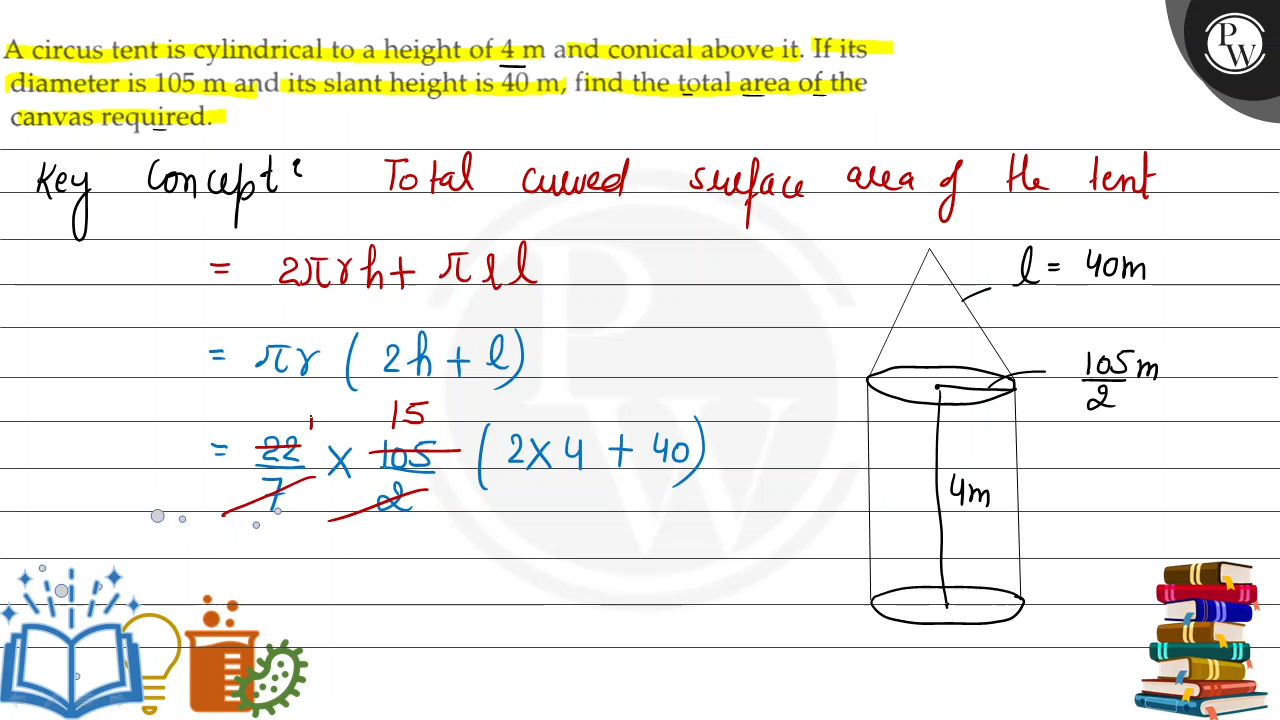 A circus tent is cylindrical to a height of 4 m and conical above it. If its
diameter is 105 m and its slant height is 40 m, find the total area of the
canvas required.
PW
Key Concept: Total curved surface area of the tent
= 2πrh + πrl
l = 40m
= πr ( 2h + l )
105/2 m
11 15
= 22/7 × 105/2 ( 2×4 + 40 )
4m